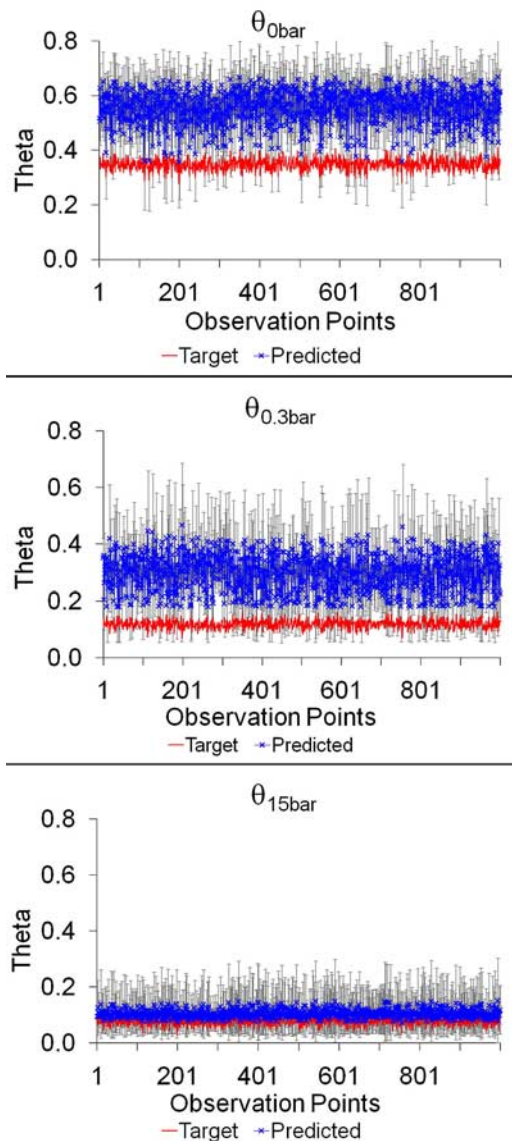 θ0bar
0.8
0.6
0.4
0.2
0.0
Theta
1 201 401 601 801
Observation Points
Target Predicted
θ0.3bar
0.8
0.6
0.4
0.2
0.0
Theta
1 201 401 601 801
Observation Points
Target Predicted
θ15bar
0.8
0.6
0.4
0.2
0.0
Theta
1 201 401 601 801
Observation Points
Target Predicted